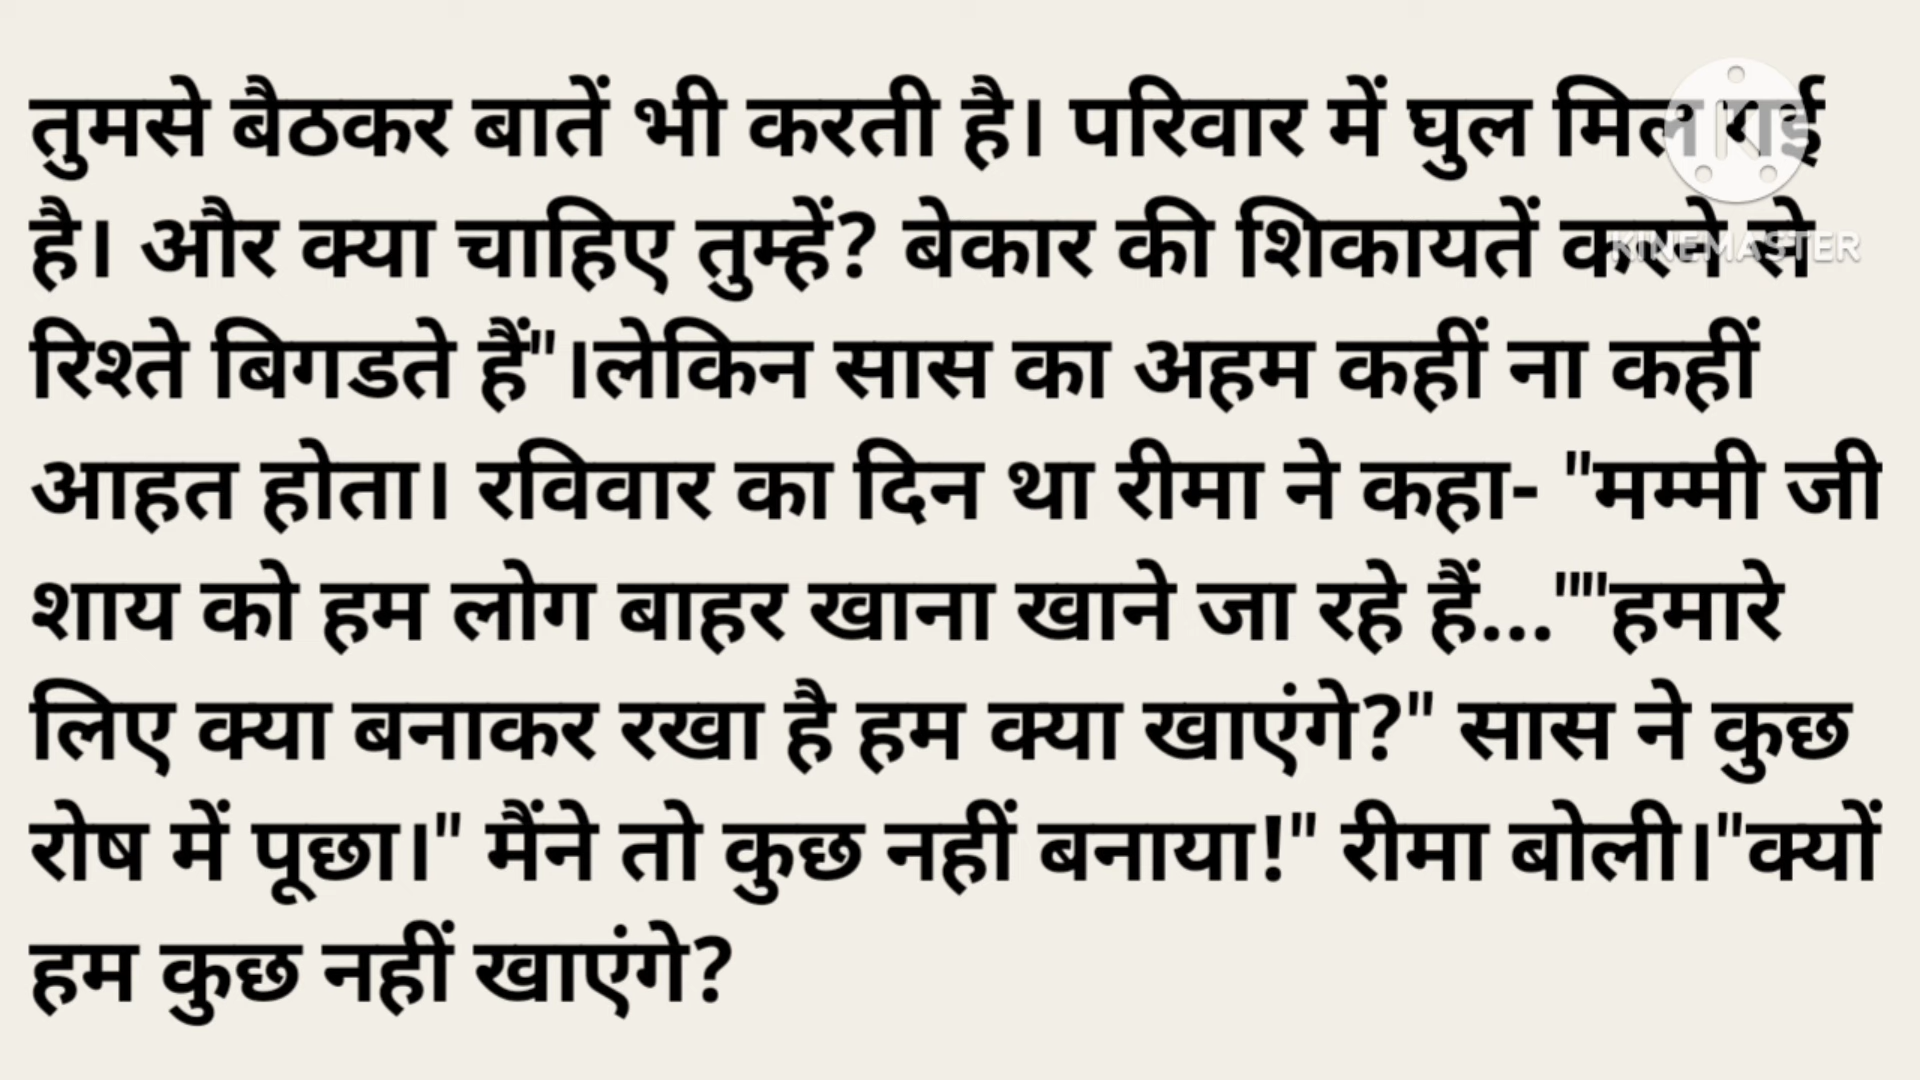 तुमसे बैठकर बातें भी करती है। परिवार में घुल मिल गई
है। और क्या चाहिए तुम्हें? बेकार की शिकायतें करने से
रिश्ते बिगडते हैं"।लेकिन सास का अहम कहीं ना कहीं
आहत होता। रविवार का दिन था रीमा ने कहा- "मम्मी जी
शाय को हम लोग बाहर खाना खाने जा रहे हैं...""हमारे
लिए क्या बनाकर रखा है हम क्या खाएंगे?" सास ने कुछ
रोष में पूछा।" मैंने तो कुछ नहीं बनाया!" रीमा बोली।"क्यों
हम कुछ नहीं खाएंगे?
K
KINEMASTER